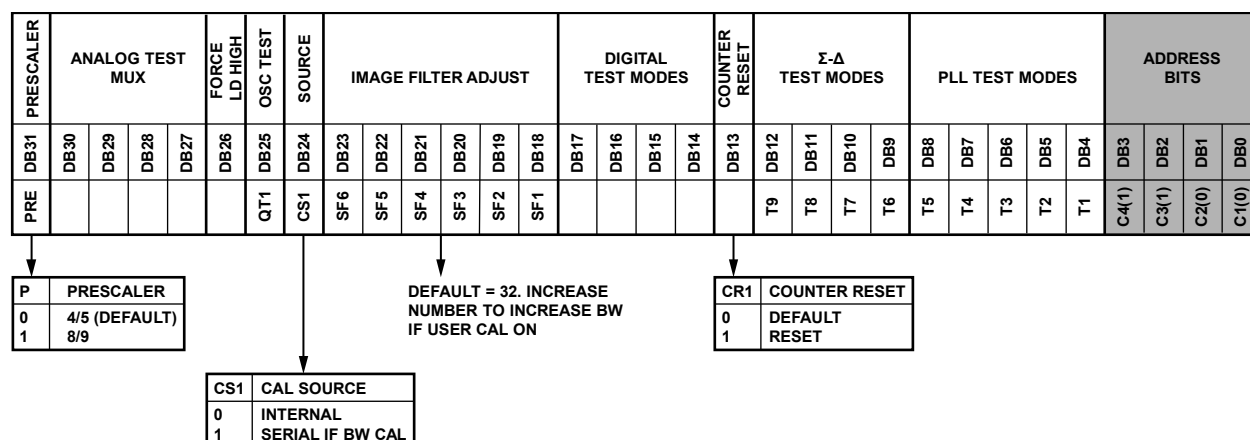 PRESCALER
ANALOG TEST
MUX
FORCE
LD HIGH
OSC TEST
SOURCE
IMAGE FILTER ADJUST
DIGITAL
TEST MODES
COUNTER
RESET
Σ-Δ
TEST MODES
PLL TEST MODES
ADDRESS
BITS
DB31 DB30 DB29 DB28 DB27 DB26 DB25 DB24 DB23 DB22 DB21 DB20 DB19 DB18 DB17 DB16 DB15 DB14 DB13 DB12 DB11 DB10 DB9 DB8 DB7 DB6 DB5 DB4 DB3 DB2 DB1 DB0
PRE QT1 CS1 SF6 SF5 SF4 SF3 SF2 SF1 T9 T8 T7 T6 T5 T4 T3 T2 T1 C4(1) C3(1) C2(0) C1(0)
P PRESCALER
0 4/5 (DEFAULT)
1 8/9
DEFAULT = 32. INCREASE
NUMBER TO INCREASE BW
IF USER CAL ON
CR1 COUNTER RESET
0 DEFAULT
1 RESET
CS1 CAL SOURCE
0 INTERNAL
1 SERIAL IF BW CAL